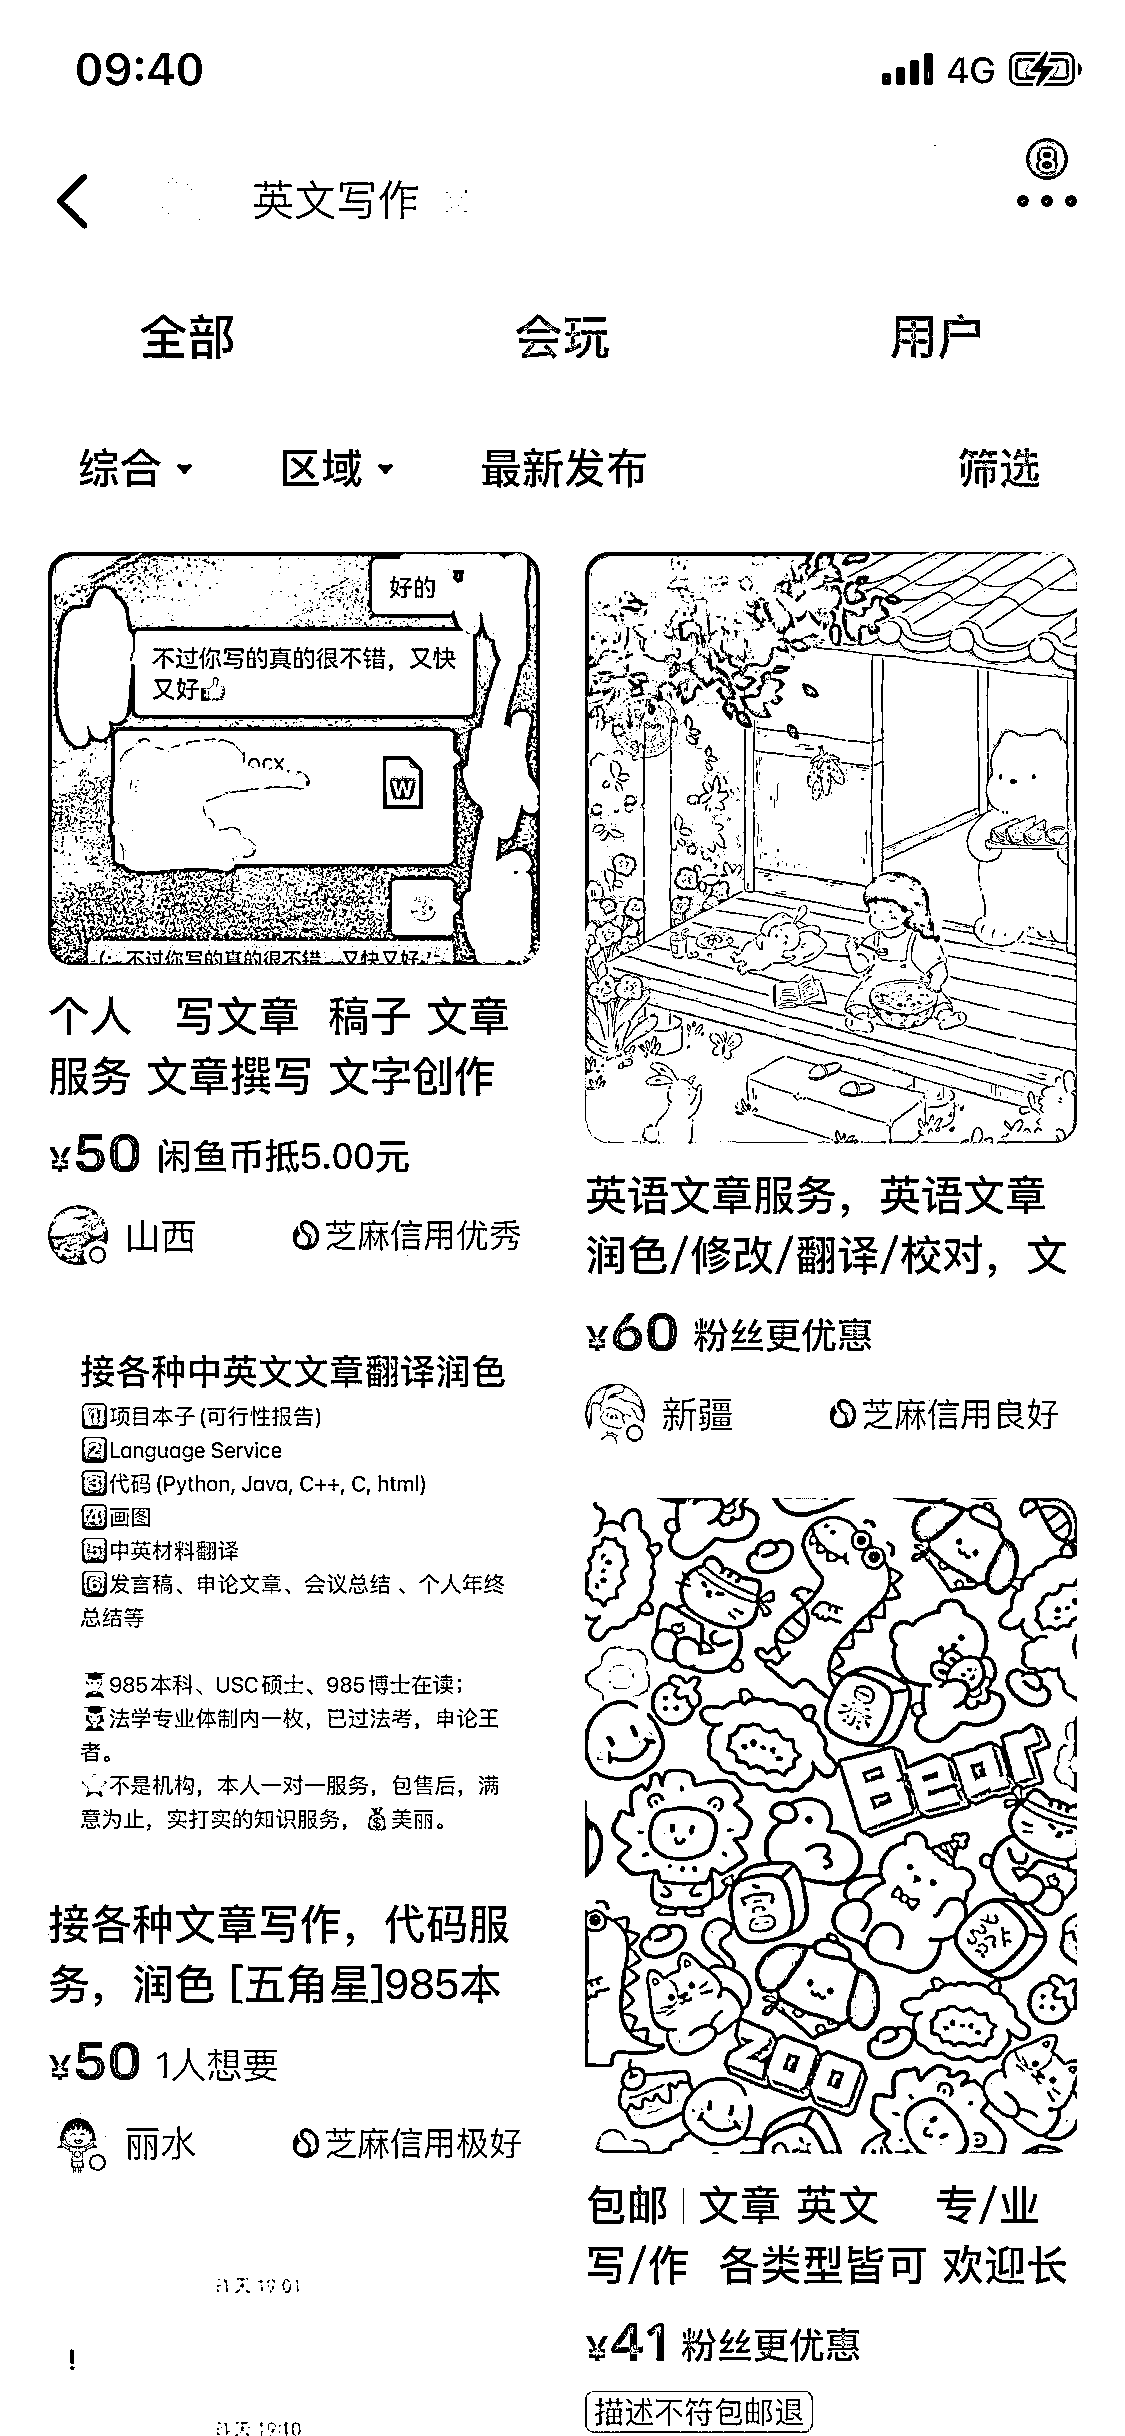 09:40
4G
8
英文写作
全部 会玩 用户
综合 区域 最新发布 筛选
好的
不过你写的真的很不错，又快
又好👍
ocx
W
不过你写的真的很不错，又快又好
个人 写文章 稿子 文章
服务 文章撰写 文字创作
¥50 闲鱼币抵5.00元
山西 芝麻信用优秀
接各种中英文文章翻译润色
1项目本子(可行性报告)
2Language Service
3代码(Python, Java, C++, C, html)
4画图
5中英材料翻译
6发言稿、申论文章、会议总结、个人年终
总结等
985本科、USC硕士、985博士在读；
法学专业体制内一枚，已过法考，申论王
者。
不是机构，本人一对一服务，包售后，满
意为止，实打实的知识服务，💰美丽。
接各种文章写作，代码服
务，润色 [五角星]985本
¥50 1人想要
丽水 芝麻信用极好
昨天 19:01
!
昨天 19:10
英语文章服务，英语文章
润色/修改/翻译/校对，文
¥60 粉丝更优惠
新疆 芝麻信用良好
Bear
ZOO
包邮 | 文章 英文 专/业
写/作 各类型皆可 欢迎长
¥41 粉丝更优惠
描述不符包邮退